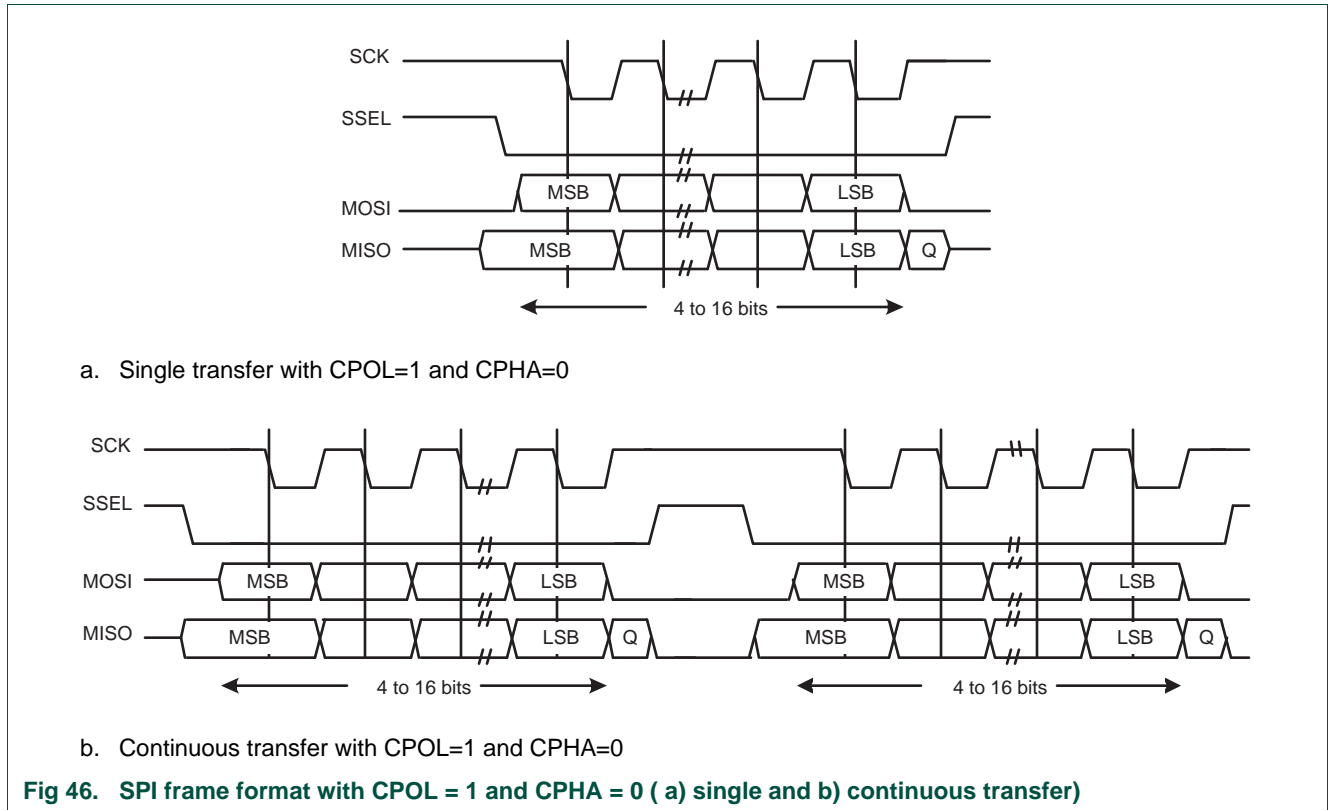 SCK
SSEL
MSB
LSB
MOSI
MISO
MSB
LSB
Q
4 to 16 bits
a. Single transfer with CPOL=1 and CPHA=0
SCK
SSEL
MOSI
MSB
LSB
MSB
LSB
MISO
MSB
LSB
Q
MSB
LSB
Q
4 to 16 bits
4 to 16 bits
b. Continuous transfer with CPOL=1 and CPHA=0
Fig 46. SPI frame format with CPOL = 1 and CPHA = 0 ( a) single and b) continuous transfer)